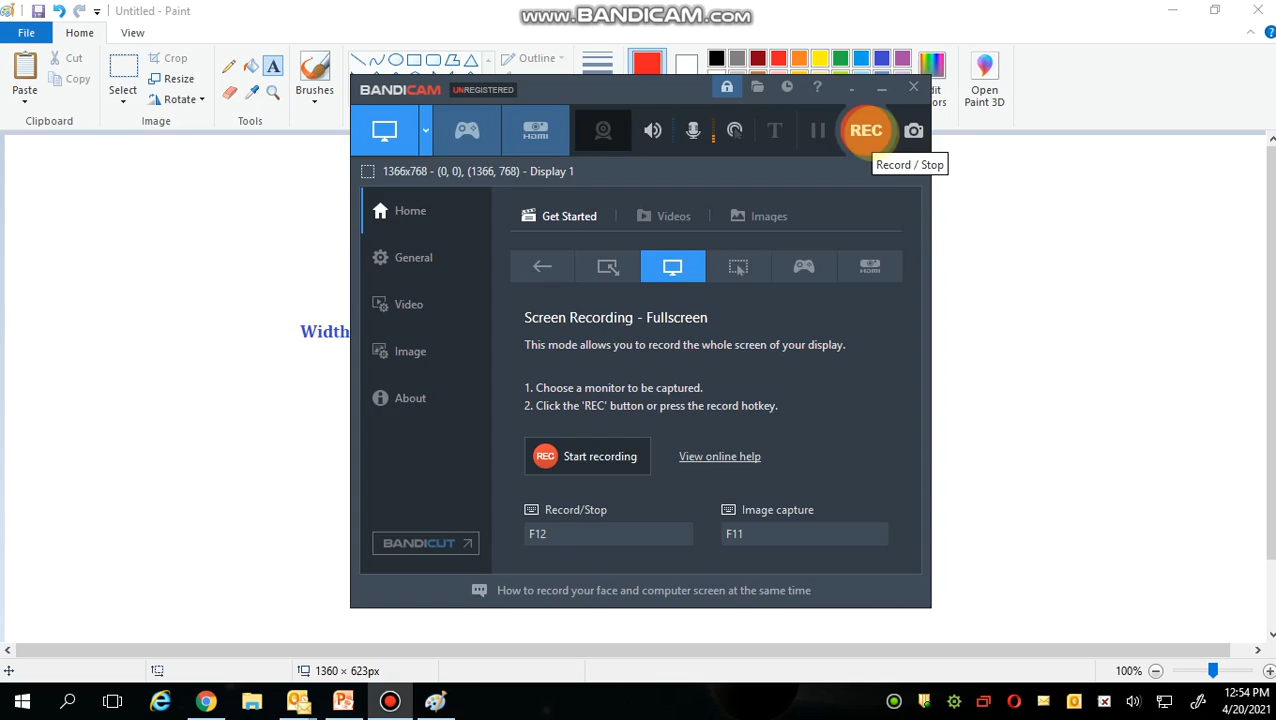 Untitled - Paint
www.BANDICAM.com
File
Home
View
Paste
Cut
Copy
Clipboard
Select
Crop
Resize
Rotate
Image
Tools
Brushes
Outline
Open
Paint 3D
BANDICAM
UNREGISTERED
?
HDMI
T
REC
Record / Stop
1366x768 - (0, 0), (1366, 768) - Display 1
Home
General
Video
Image
About
BANDICUT
Get Started
Videos
Images
HDMI
Screen Recording - Fullscreen
This mode allows you to record the whole screen of your display.
1. Choose a monitor to be captured.
2. Click the 'REC' button or press the record hotkey.
REC Start recording
View online help
Record/Stop
Image capture
F12
F11
How to record your face and computer screen at the same time
Width
1360 × 623px
100%
12:54 PM
4/20/2021